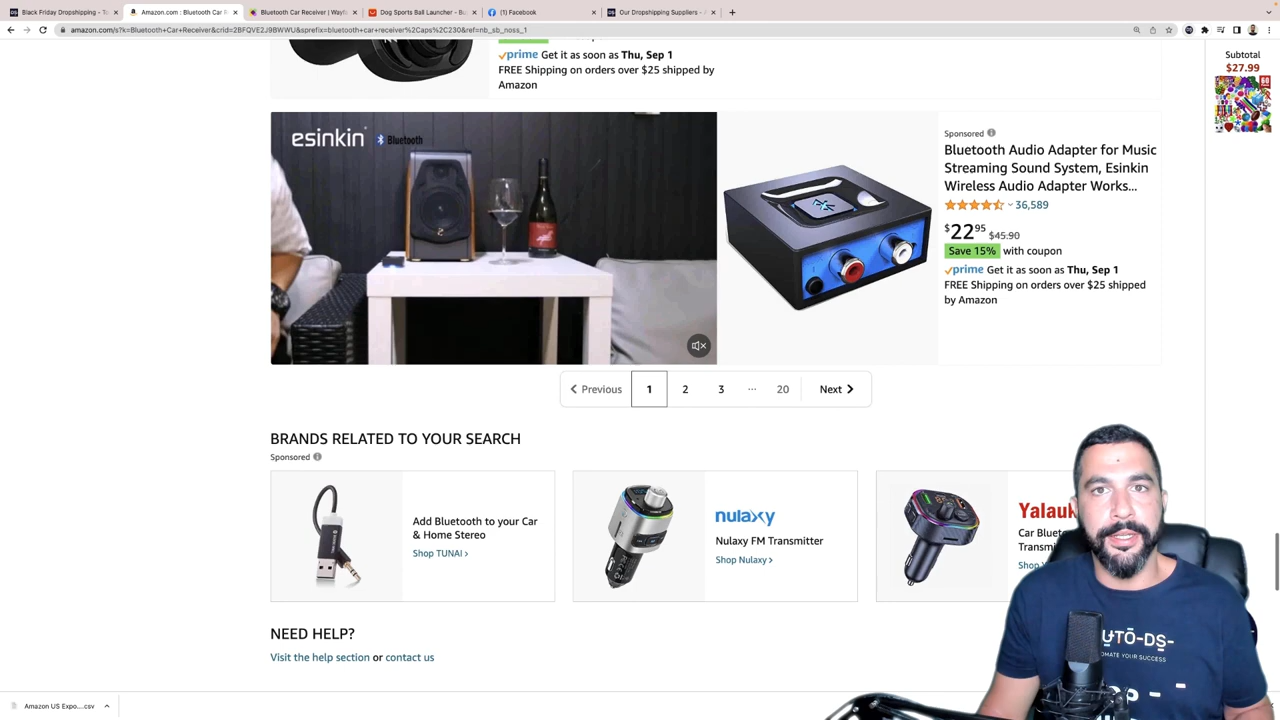 Black Friday Dropshipping - To
Amazon.com : Bluetooth Car R
Bluetooth Car Receiver | Wayf
Dog Sports Ball Launcher - Bu
(1) Facebook
Our Dropshipping Suppliers - A
amazon.com/s?k=Bluetooth+Car+Receiver&crid=2BFQVE2J9BWWU&sprefix=bluetooth+car+receiver%2Caps%2C230&ref=nb_sb_noss_1
prime Get it as soon as Thu, Sep 1
FREE Shipping on orders over $25 shipped by
Amazon
Subtotal
$27.99
esinkin Bluetooth
Sponsored
Bluetooth Audio Adapter for Music
Streaming Sound System, Esinkin
Wireless Audio Adapter Works...
36,589
$22.95 $45.90
Save 15% with coupon
prime Get it as soon as Thu, Sep 1
FREE Shipping on orders over $25 shipped
by Amazon
Previous 1 2 3 ... 20 Next
BRANDS RELATED TO YOUR SEARCH
Sponsored
Add Bluetooth to your Car
& Home Stereo
Shop TUNAI
nulaxy
Nulaxy FM Transmitter
Shop Nulaxy
Car
Shop
NEED HELP?
Visit the help section or contact us
UTO-DS-
OMATE YOUR SUCCESS
Amazon US Expo....csv